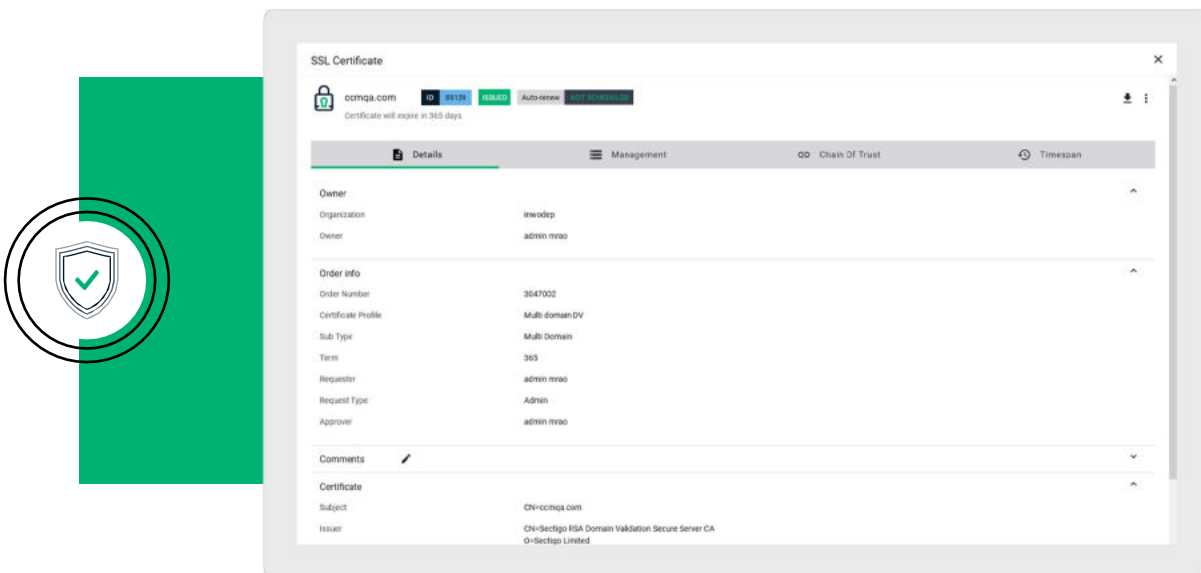 SSL Certificate
ccmqa.com ID 85129 ISSUED Auto-renew NOT SCHEDULED
Certificate will expire in 365 days.
Details Management Chain Of Trust Timespan
Owner
Organization inwodep
Owner admin mrao
Order info
Order Number 3047002
Certificate Profile Multi domain DV
Sub Type Multi Domain
Term 365
Requester admin mrao
Request Type Admin
Approver admin mrao
Comments
Certificate
Subject CN=ccmqa.com
Issuer CN=Sectigo RSA Domain Validation Secure Server CA
O=Sectigo Limited